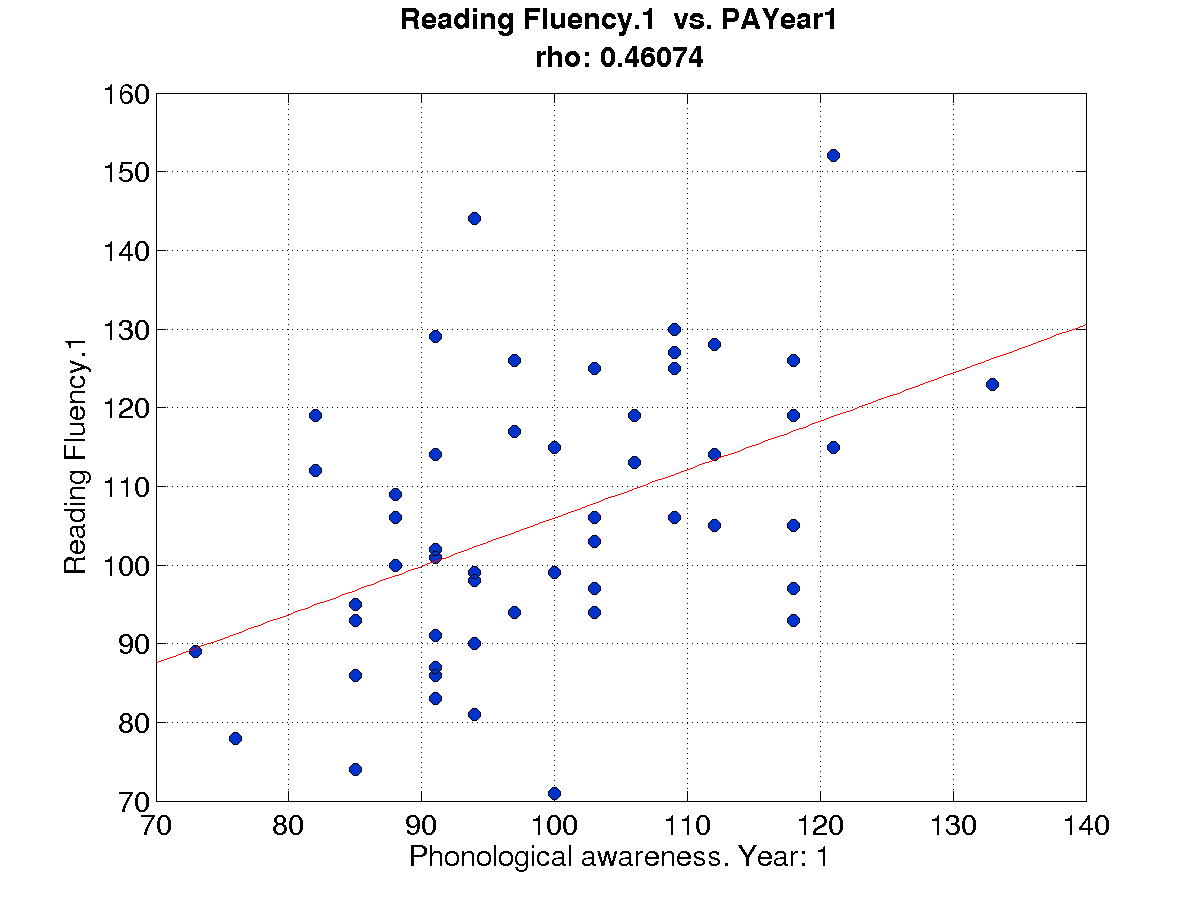 Reading Fluency.1 vs. PAYear1
rho: 0.46074
160
150
140
130
120
110
100
90
80
70
Reading Fluency.1
70 80 90 100 110 120 130 140
Phonological awareness. Year: 1